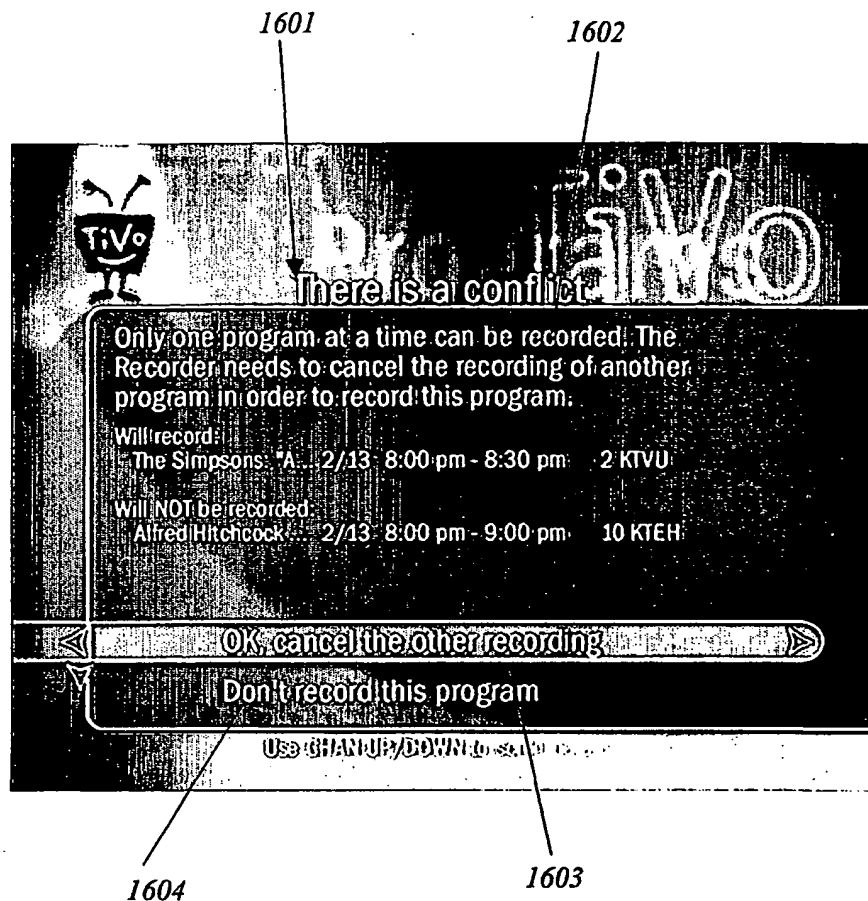 1601
1602
TiVo
TiVo
There is a conflict
Only one program at a time can be recorded. The
Recorder needs to cancel the recording of another
program in order to record this program.
Will record:
The Simpsons: "A... 2/13 8:00 pm - 8:30 pm 2 KTVU
Will NOT be recorded:
Alfred Hitchcock ... 2/13 8:00 pm - 9:00 pm 10 KTEH
OK, cancel the other recording
Don't record this program
Use CHAN UP/DOWN to
1604
1603